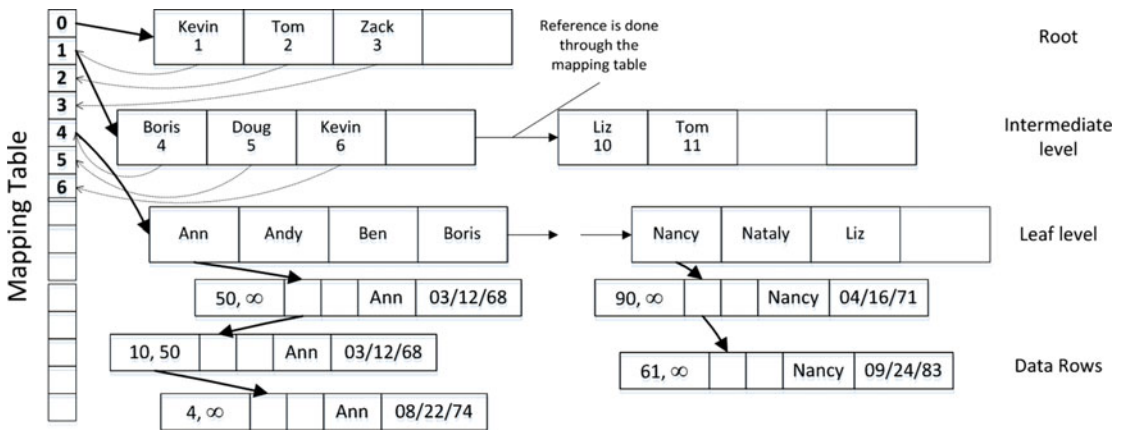 Mapping Table
0
1
2
3
4
5
6
Kevin Tom Zack
1 2 3
Reference is done
through the
mapping table
Root
Boris Doug Kevin
4 5 6
Liz Tom
10 11
Intermediate
level
Ann Andy Ben Boris
Nancy Nataly Liz
Leaf level
50, ∞ Ann 03/12/68
90, ∞ Nancy 04/16/71
10, 50 Ann 03/12/68
61, ∞ Nancy 09/24/83
Data Rows
4, ∞ Ann 08/22/74